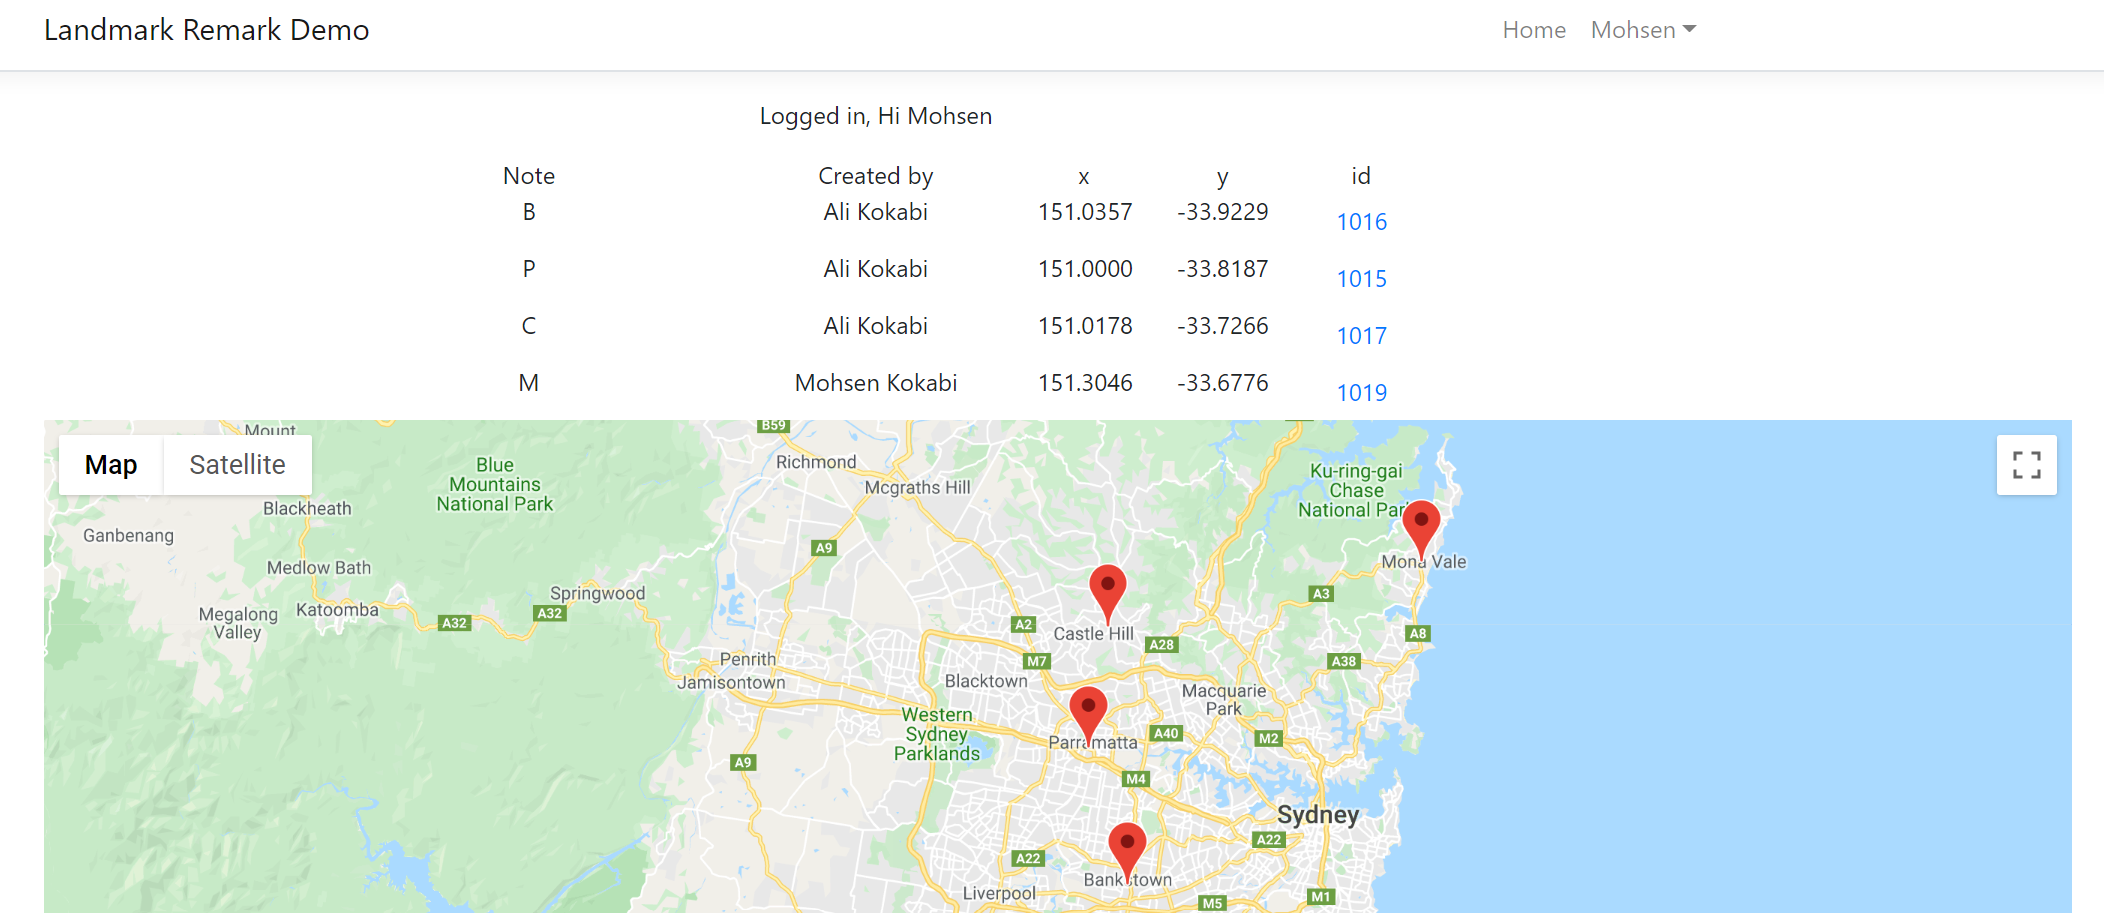 Landmark Remark Demo
Home Mohsen
Logged in, Hi Mohsen
Note Created by x y id
B Ali Kokabi 151.0357 -33.9229 1016
P Ali Kokabi 151.0000 -33.8187 1015
C Ali Kokabi 151.0178 -33.7266 1017
M Mohsen Kokabi 151.3046 -33.6776 1019
Map Satellite
Mount
B59
Richmond
Mcgraths Hill
Blue
Mountains
National Park
Ku-ring-gai
Chase
National Par
Blackheath
Ganbenang
A9
Mona Vale
Medlow Bath
Springwood
A3
Katoomba
Megalong
Valley
A32
A32
A2
Castle Hill
A8
A28
Penrith
M7
A38
Jamisontown
Blacktown
Macquarie
Park
Western
Sydney
Parklands
Parramatta
A40
M2
A9
M4
Sydney
A22
A22
Bankstown
Liverpool
M5
M1